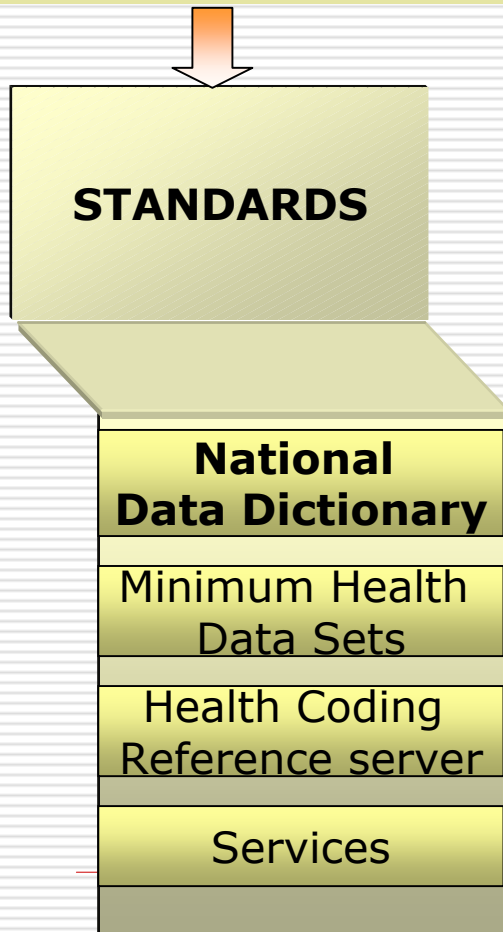 STANDARDS
National
Data Dictionary
Minimum Health
Data Sets
Health Coding
Reference server
Services